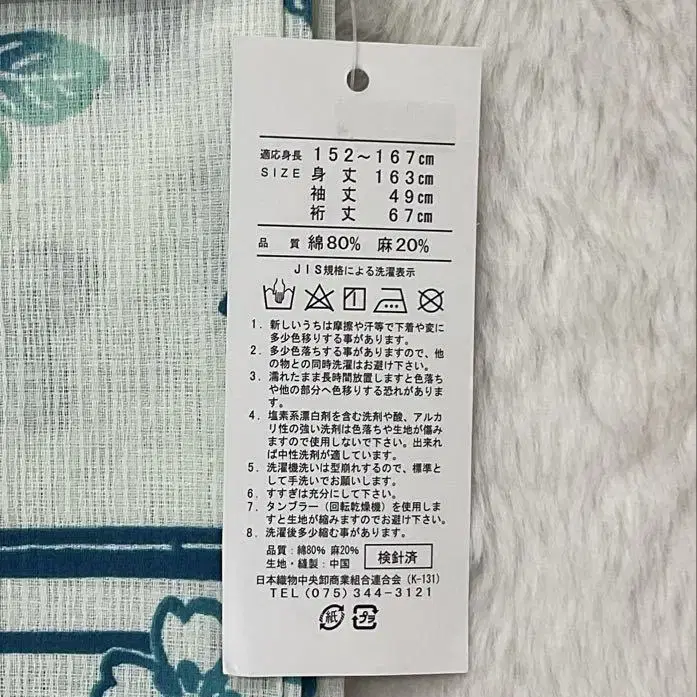 適応身長 152～167cm
SIZE 身丈 163cm
袖丈 49cm
裄丈 67cm
品質 綿80% 麻20%
JIS規格による洗濯表示
1. 新しいうちは摩擦や汗等で下着や変に
多少色移りする事があります。
2. 多少色落ちする事がありますので、他
の物との同時洗濯はお避け下さい。
3. 濡れたまま長時間放置しますと色落ち
や他の部分へ色移りする恐れがありま
す。
4. 塩素系漂白剤を含む洗剤や酸、アルカ
リ性の強い洗剤は色落ちや生地が傷み
ますので使用しないで下さい。出来れ
ば中性洗剤が適しています。
5. 洗濯機洗いは型崩れするので、標準と
して手洗いでお願いします。
6. すすぎは充分にして下さい。
7. タンブラー（回転乾燥機）を使用しま
すと生地が縮みますのでお避け下さい。
8. 洗濯後多少縮む事があります。
品質：綿80% 麻20%
生地・縫製：中国
検針済
日本織物中央卸商業組合連合会（K-131）
TEL（075）344-3121
紙 プラ